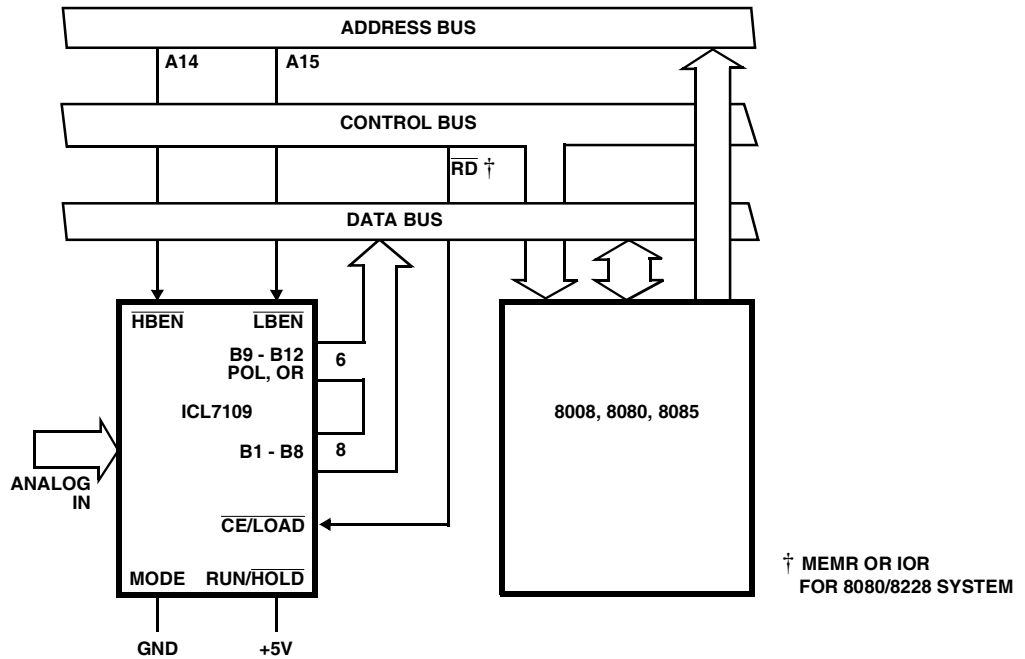 ADDRESS BUS
A14
A15
CONTROL BUS
RD †
DATA BUS
HBEN
LBEN
B9 - B12
POL, OR
6
ICL7109
8008, 8080, 8085
B1 - B8
8
ANALOG
IN
CE/LOAD
† MEMR OR IOR
FOR 8080/8228 SYSTEM
MODE
RUN/HOLD
GND
+5V